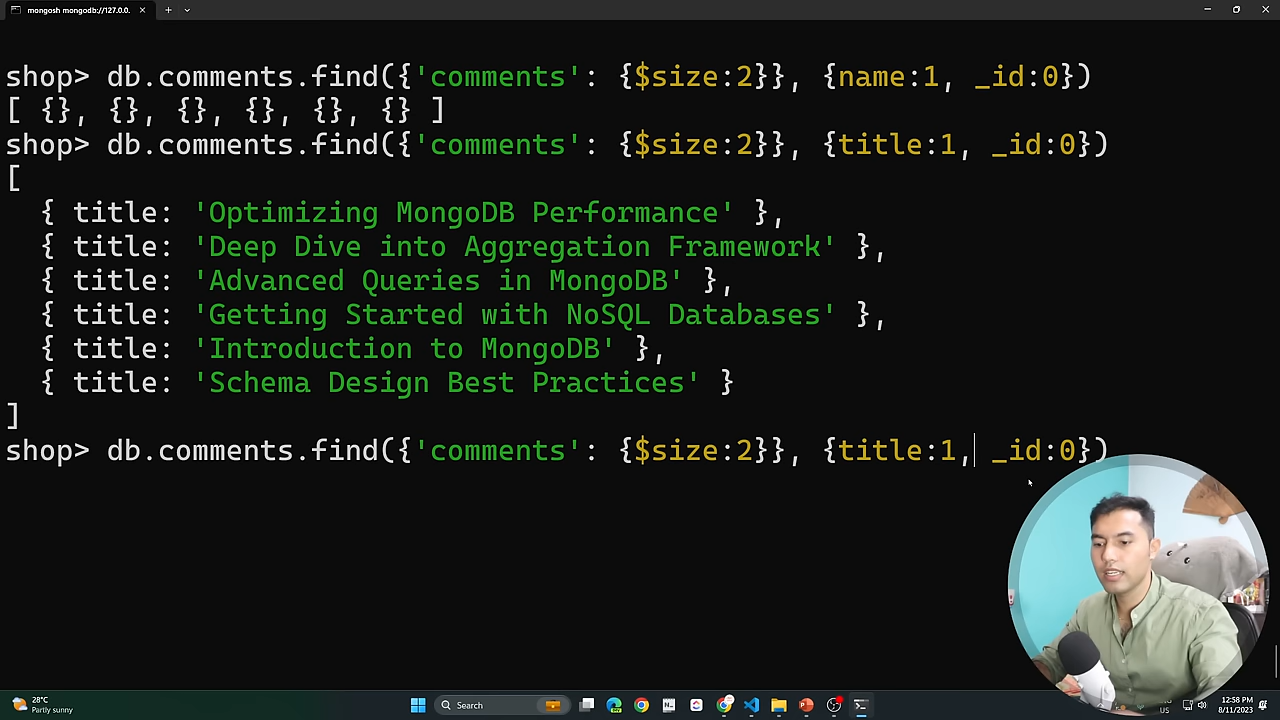 mongosh mongodb://127.0.0.
shop> db.comments.find({'comments': {$size:2}}, {name:1, _id:0})
[ {}, {}, {}, {}, {}, {} ]
shop> db.comments.find({'comments': {$size:2}}, {title:1, _id:0})
[
{ title: 'Optimizing MongoDB Performance' },
{ title: 'Deep Dive into Aggregation Framework' },
{ title: 'Advanced Queries in MongoDB' },
{ title: 'Getting Started with NoSQL Databases' },
{ title: 'Introduction to MongoDB' },
{ title: 'Schema Design Best Practices' }
]
shop> db.comments.find({'comments': {$size:2}}, {title:1, _id:0})
28°C
Partly sunny
Search
US
12:58 PM
8/11/2023